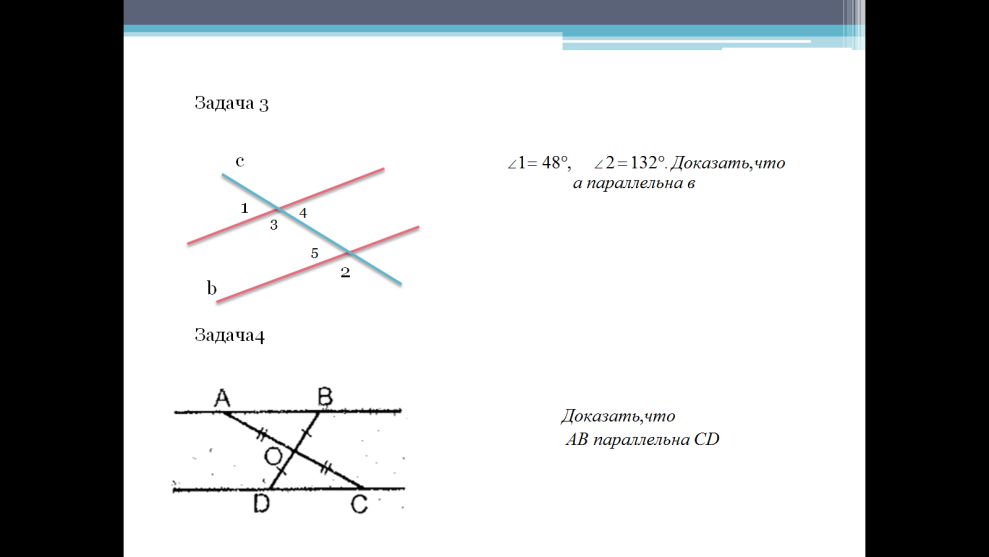 Задача 3
c
1
4
3
5
2
b
∠1= 48°, ∠2=132°. Доказать,что
а параллельна в
Задача4
A
B
O
D
C
Доказать,что
АВ параллельна CD